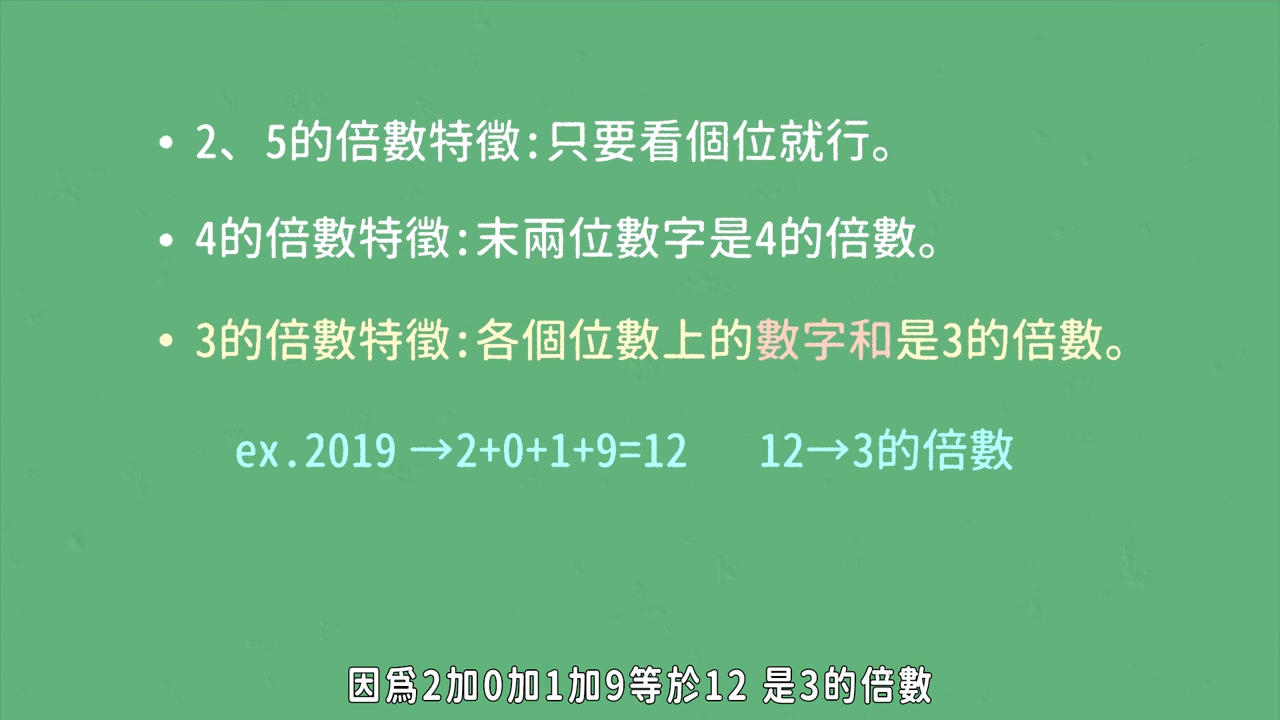 • 2、5的倍數特徵:只要看個位就行。
• 4的倍數特徵:末兩位數字是4的倍數。
• 3的倍數特徵:各個位數上的數字和是3的倍數。
ex.2019→2+0+1+9=12 12→3的倍數
因爲2加0加1加9等於12 是3的倍數